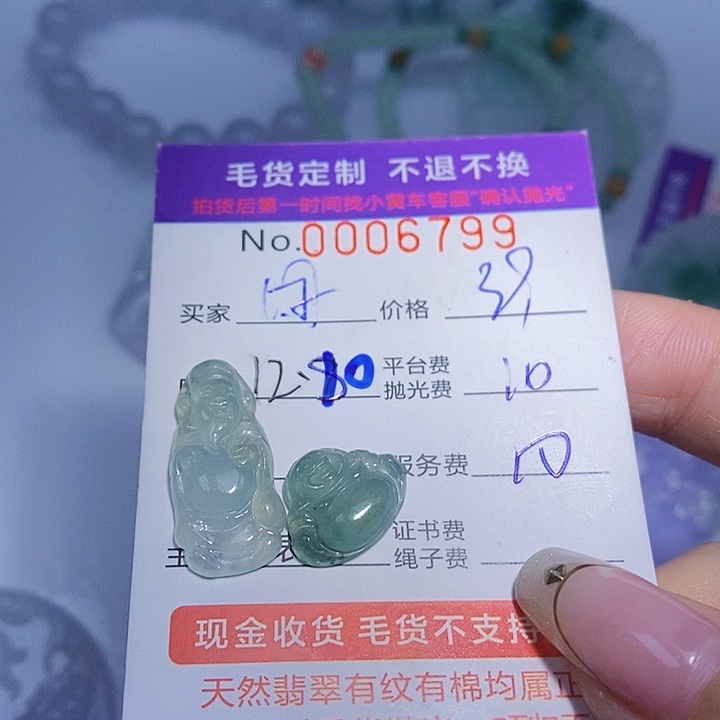 毛货定制 不退不换
拍货后第一时间找小黄车客服"确认抛光"
No.0006799
买家 价格
12.10 平台费
抛光费 10
服务费
证书费
绳子费
现金收货 毛货不支持
天然翡翠有纹有棉均属正